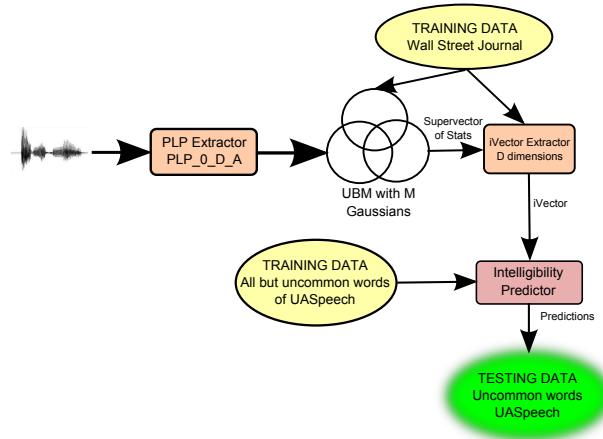 TRAINING DATA
Wall Street Journal
PLP Extractor
PLP_0_D_A
Supervector
of Stats
iVector Extractor
D dimensions
UBM with M
Gaussians
iVector
TRAINING DATA
All but uncommon words
of UASpeech
Intelligibility
Predictor
Predictions
TESTING DATA
Uncommon words
UASpeech